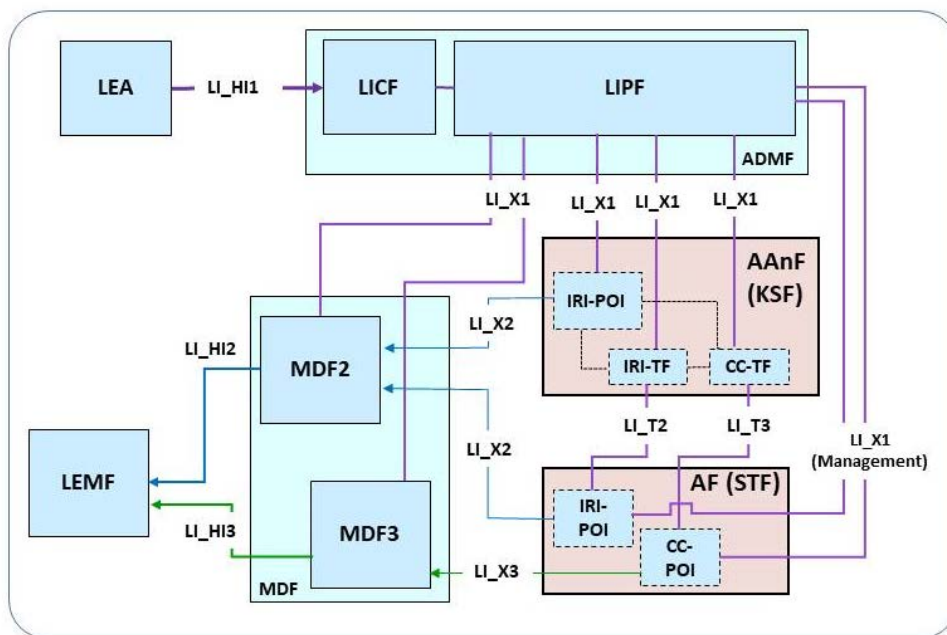 LEA
LI_HI1
LICF
LIPF
ADMF
LI_X1
LI_X1
LI_X1
LI_X1
AAnF
(KSF)
IRI-POI
LI_X2
LI_HI2
MDF2
IRI-TF
CC-TF
LI_T2
LI_T3
LI_X1
(Management)
LI_X2
LEMF
AF (STF)
IRI-
POI
LI_HI3
MDF3
CC-
POI
LI_X3
MDF